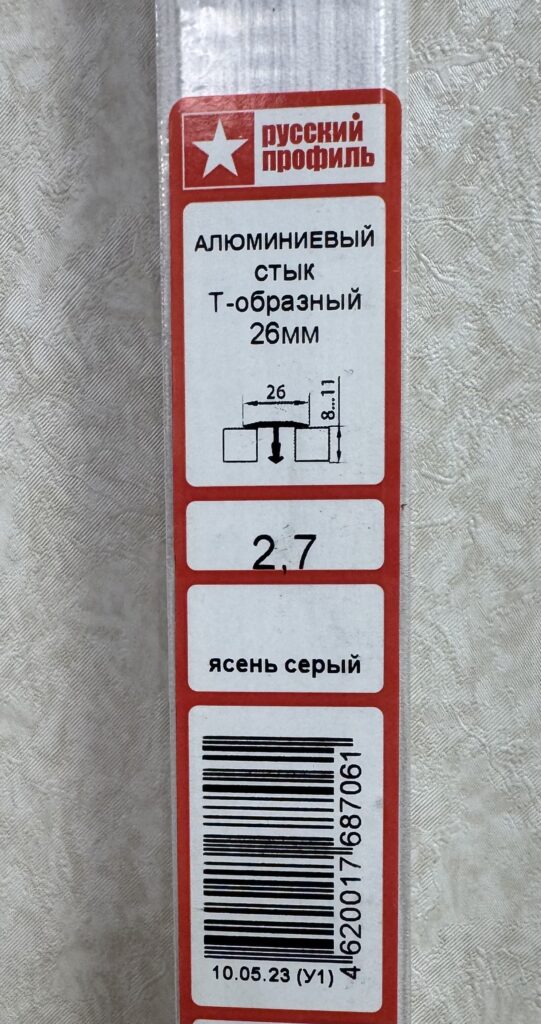 русский
профиль
АЛЮМИНИЕВЫЙ
СТЫК
Т-образный
26мм
26
8...11
2,7
ясень серый
4620017687061
10.05.23 (У1)